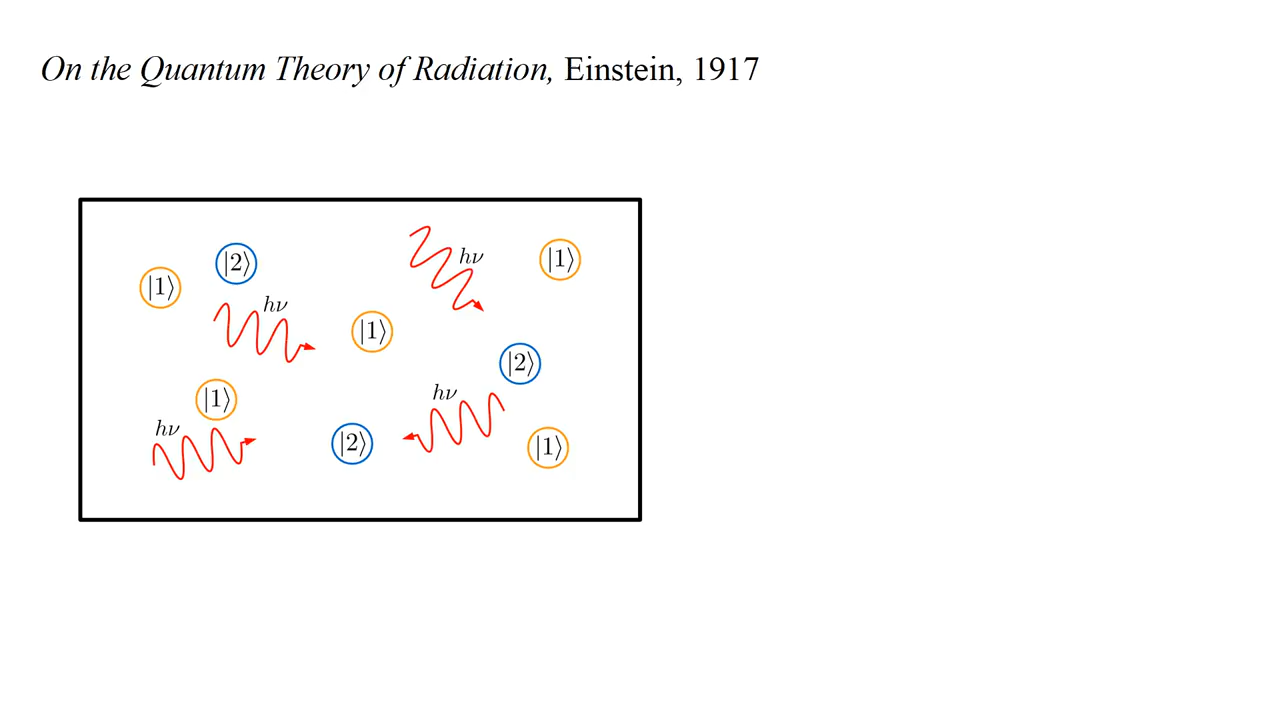 On the Quantum Theory of Radiation, Einstein, 1917
|2⟩
hν
|1⟩
|1⟩
hν
|1⟩
|2⟩
|1⟩
hν
hν
|2⟩
|1⟩